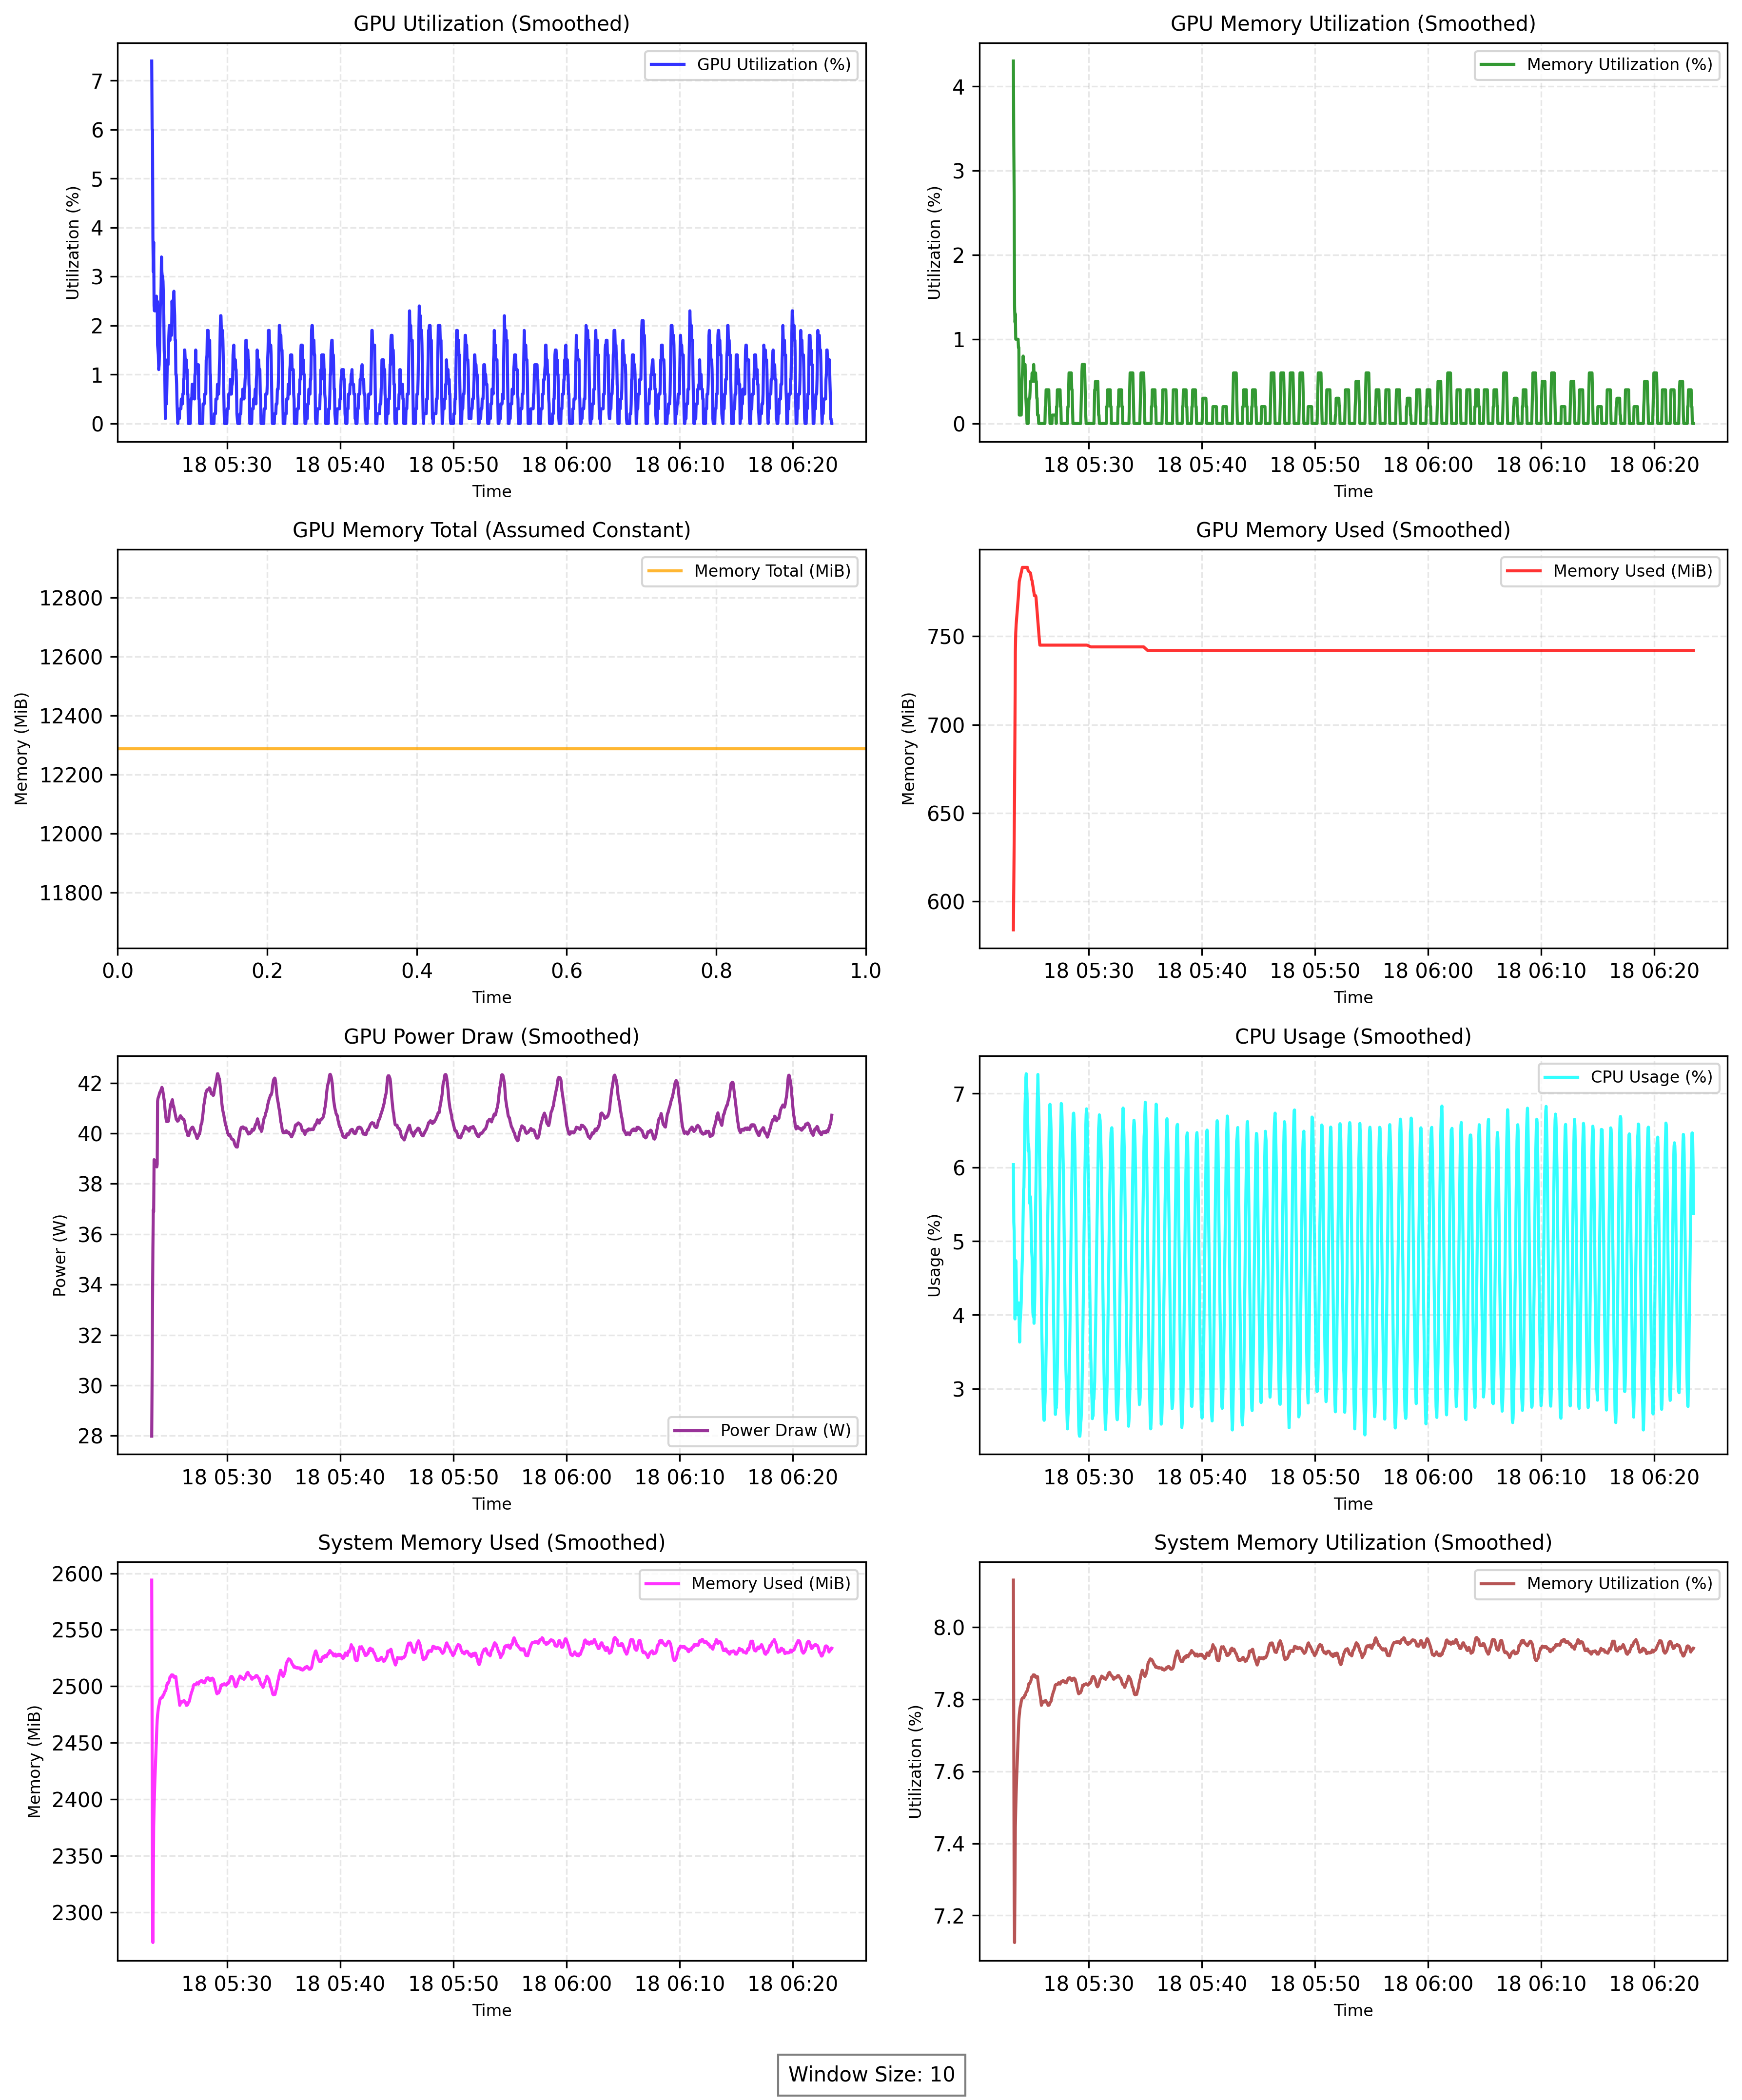 GPU Utilization (Smoothed)
GPU Utilization (%)
Utilization (%)
7
6
5
4
3
2
1
0
18 05:30 18 05:40 18 05:50 18 06:00 18 06:10 18 06:20
Time
GPU Memory Utilization (Smoothed)
Memory Utilization (%)
Utilization (%)
4
3
2
1
0
18 05:30 18 05:40 18 05:50 18 06:00 18 06:10 18 06:20
Time
GPU Memory Total (Assumed Constant)
Memory Total (MiB)
Memory (MiB)
12800
12600
12400
12200
12000
11800
0.0 0.2 0.4 0.6 0.8 1.0
Time
GPU Memory Used (Smoothed)
Memory Used (MiB)
Memory (MiB)
750
700
650
600
18 05:30 18 05:40 18 05:50 18 06:00 18 06:10 18 06:20
Time
GPU Power Draw (Smoothed)
Power (W)
42
40
38
36
34
32
30
28
Power Draw (W)
18 05:30 18 05:40 18 05:50 18 06:00 18 06:10 18 06:20
Time
CPU Usage (Smoothed)
CPU Usage (%)
Usage (%)
7
6
5
4
3
18 05:30 18 05:40 18 05:50 18 06:00 18 06:10 18 06:20
Time
System Memory Used (Smoothed)
Memory Used (MiB)
Memory (MiB)
2600
2550
2500
2450
2400
2350
2300
18 05:30 18 05:40 18 05:50 18 06:00 18 06:10 18 06:20
Time
System Memory Utilization (Smoothed)
Memory Utilization (%)
Utilization (%)
8.0
7.8
7.6
7.4
7.2
18 05:30 18 05:40 18 05:50 18 06:00 18 06:10 18 06:20
Time
Window Size: 10